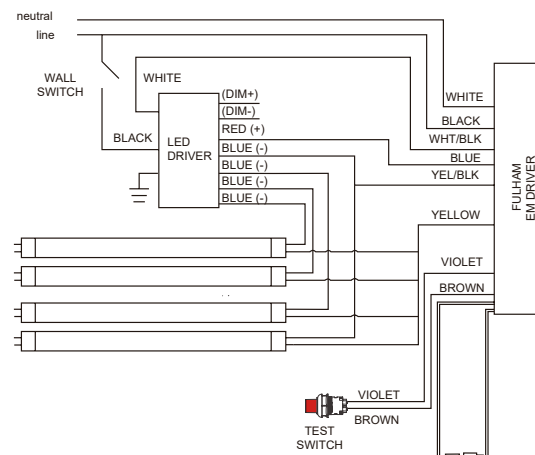 neutral
line
WALL
SWITCH
WHITE
BLACK
LED
DRIVER
(DIM+)
(DIM-)
RED (+)
BLUE (-)
BLUE (-)
BLUE (-)
BLUE (-)
WHITE
BLACK
WHT/BLK
BLUE
YEL/BLK
YELLOW
VIOLET
BROWN
FULHAM
EM DRIVER
VIOLET
BROWN
TEST
SWITCH